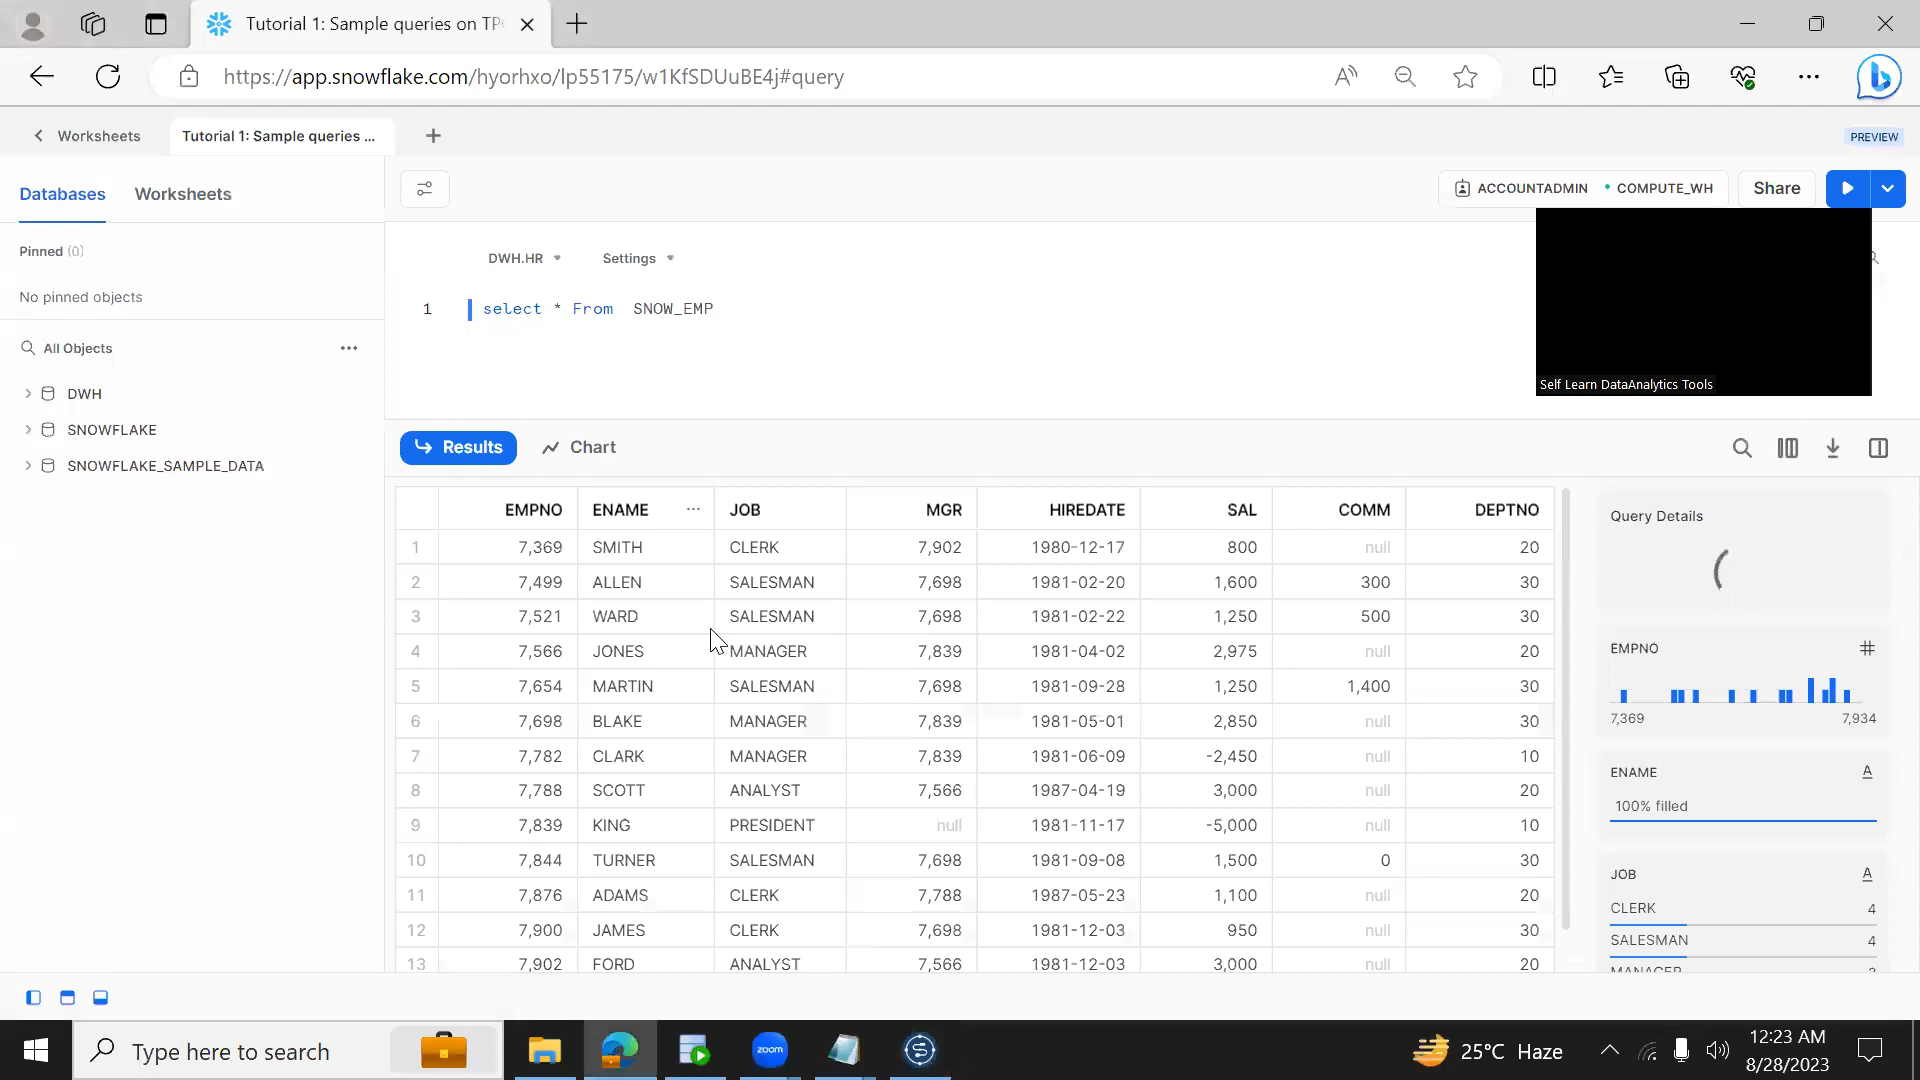 Tutorial 1: Sample queries on TP
https://app.snowflake.com/hyorhxo/lp55175/w1KfSDUuBE4j#query
Worksheets
Tutorial 1: Sample queries ...
PREVIEW
Databases
Worksheets
ACCOUNTADMIN
COMPUTE_WH
Share
Pinned (0)
No pinned objects
All Objects
DWH
SNOWFLAKE
SNOWFLAKE_SAMPLE_DATA
DWH.HR
Settings
1 select * From SNOW_EMP
Self Learn DataAnalytics Tools
Results
Chart
EMPNO ENAME ... JOB MGR HIREDATE SAL COMM DEPTNO
1 7,369 SMITH CLERK 7,902 1980-12-17 800 null 20
2 7,499 ALLEN SALESMAN 7,698 1981-02-20 1,600 300 30
3 7,521 WARD SALESMAN 7,698 1981-02-22 1,250 500 30
4 7,566 JONES MANAGER 7,839 1981-04-02 2,975 null 20
5 7,654 MARTIN SALESMAN 7,698 1981-09-28 1,250 1,400 30
6 7,698 BLAKE MANAGER 7,839 1981-05-01 2,850 null 30
7 7,782 CLARK MANAGER 7,839 1981-06-09 -2,450 null 10
8 7,788 SCOTT ANALYST 7,566 1987-04-19 3,000 null 20
9 7,839 KING PRESIDENT null 1981-11-17 -5,000 null 10
10 7,844 TURNER SALESMAN 7,698 1981-09-08 1,500 0 30
11 7,876 ADAMS CLERK 7,788 1987-05-23 1,100 null 20
12 7,900 JAMES CLERK 7,698 1981-12-03 950 null 30
13 7,902 FORD ANALYST 7,566 1981-12-03 3,000 null 20
Query Details
EMPNO
7,369 7,934
ENAME
100% filled
JOB
CLERK 4
SALESMAN 4
MANAGER 3
Type here to search
zoom
25°C Haze
12:23 AM
8/28/2023